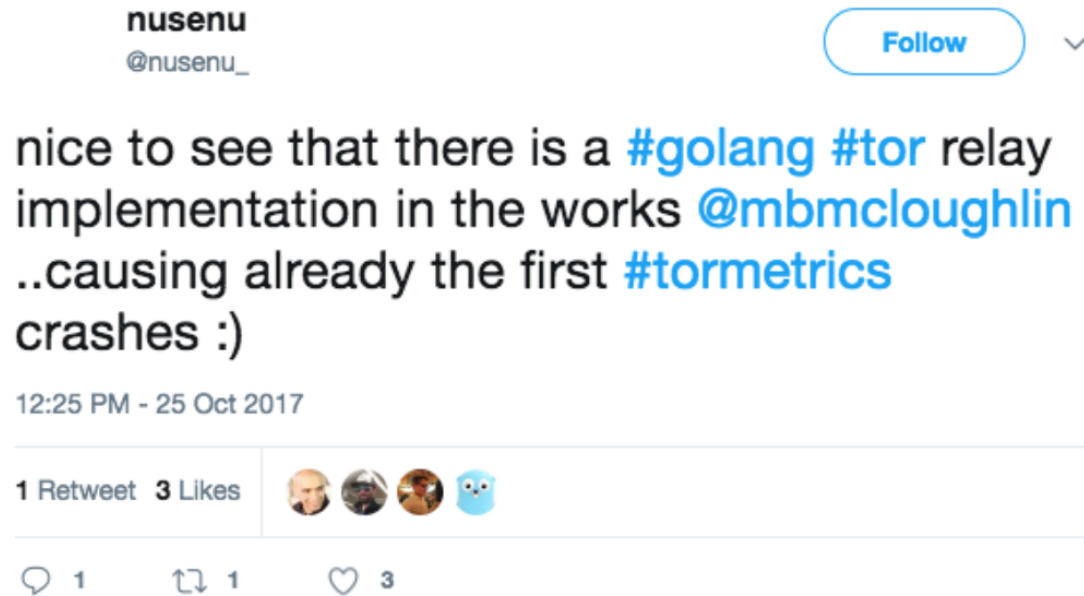 nusenu
@nusenu_
Follow
nice to see that there is a #golang #tor relay
implementation in the works @mbmcloughlin
..causing already the first #tormetrics
crashes :)
12:25 PM - 25 Oct 2017
1 Retweet 3 Likes
1 1 3